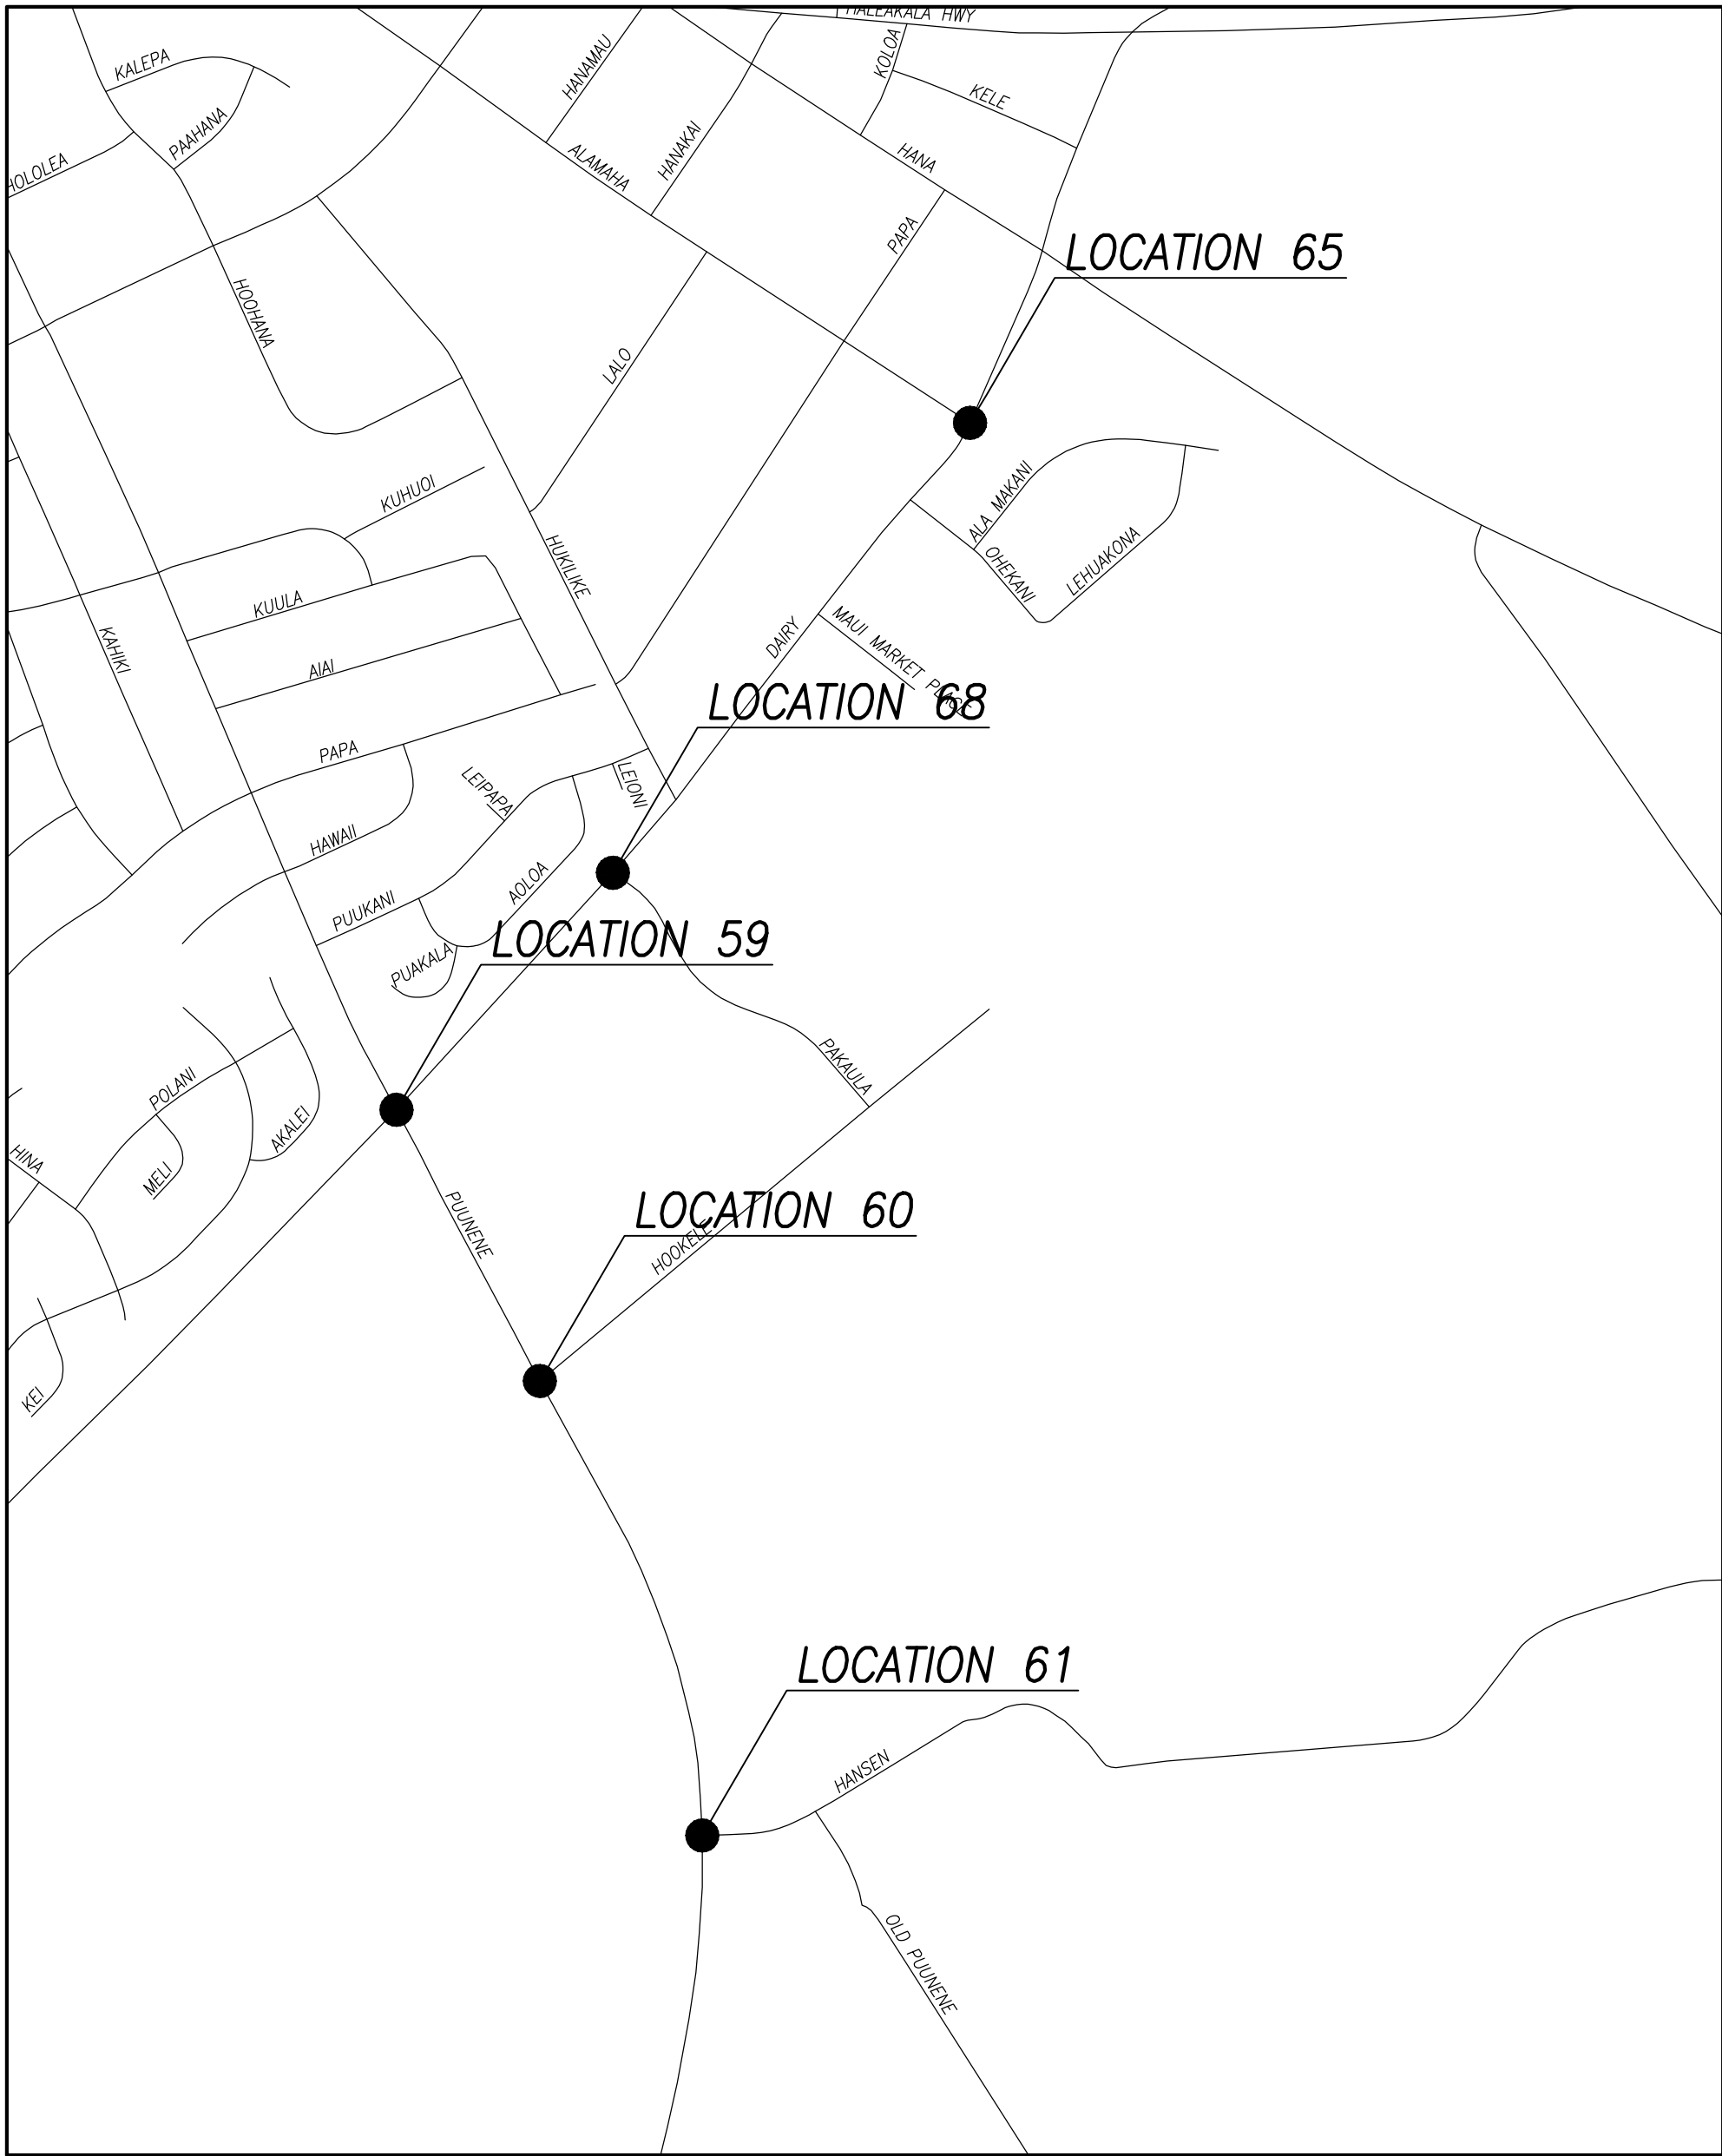 HALEAKALA HWY
KALEPA
HANAMAU
KOLOA
KELE
PAAHANA
HANAKAI
ALAMAHA
HANA
HOLOLEA
PAPA
LOCATION 65
HOOHANA
LALO
KUHUOI
ALA MAKANI
OHEKANI
LEHUAKONA
HUKILIKE
KUULA
KAHIKI
AIAI
DAIRY
MAUI MARKET
LOCATION 68
PAPA
LEIPAPA
LEIONI
HAWAII
AOLOA
PUUKANI
LOCATION 59
PUAKALA
PAKAULA
POLANI
AKALEI
HINA
MELI
PUUNENE
LOCATION 60
HOOKELE
KEI
LOCATION 61
HANSEN
OLD PUUNENE